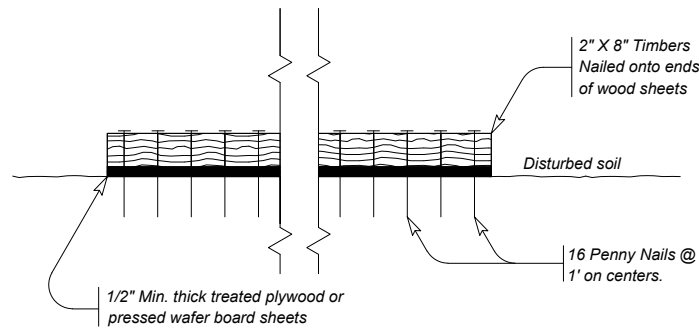 2" X 8" Timbers
Nailed onto ends
of wood sheets
Disturbed soil
16 Penny Nails @
1' on centers.
1/2" Min. thick treated plywood or
pressed wafer board sheets